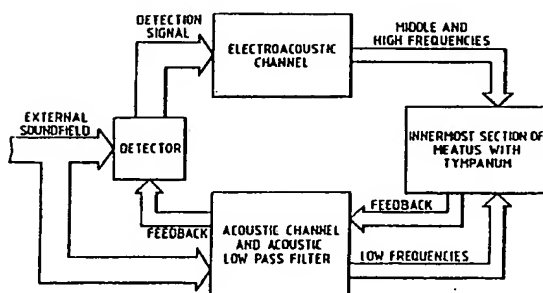 DETECTION
SIGNAL
ELECTROACOUSTIC
CHANNEL
MIDDLE AND
HIGH FREQUENCIES
EXTERNAL
SOUNDFIELD
DETECTOR
INNERMOST SECTION OF
MEATUS WITH
TYMPANUM
FEEDBACK
FEEDBACK
ACOUSTIC CHANNEL
AND ACOUSTIC
LOW PASS FILTER
LOW FREQUENCIES